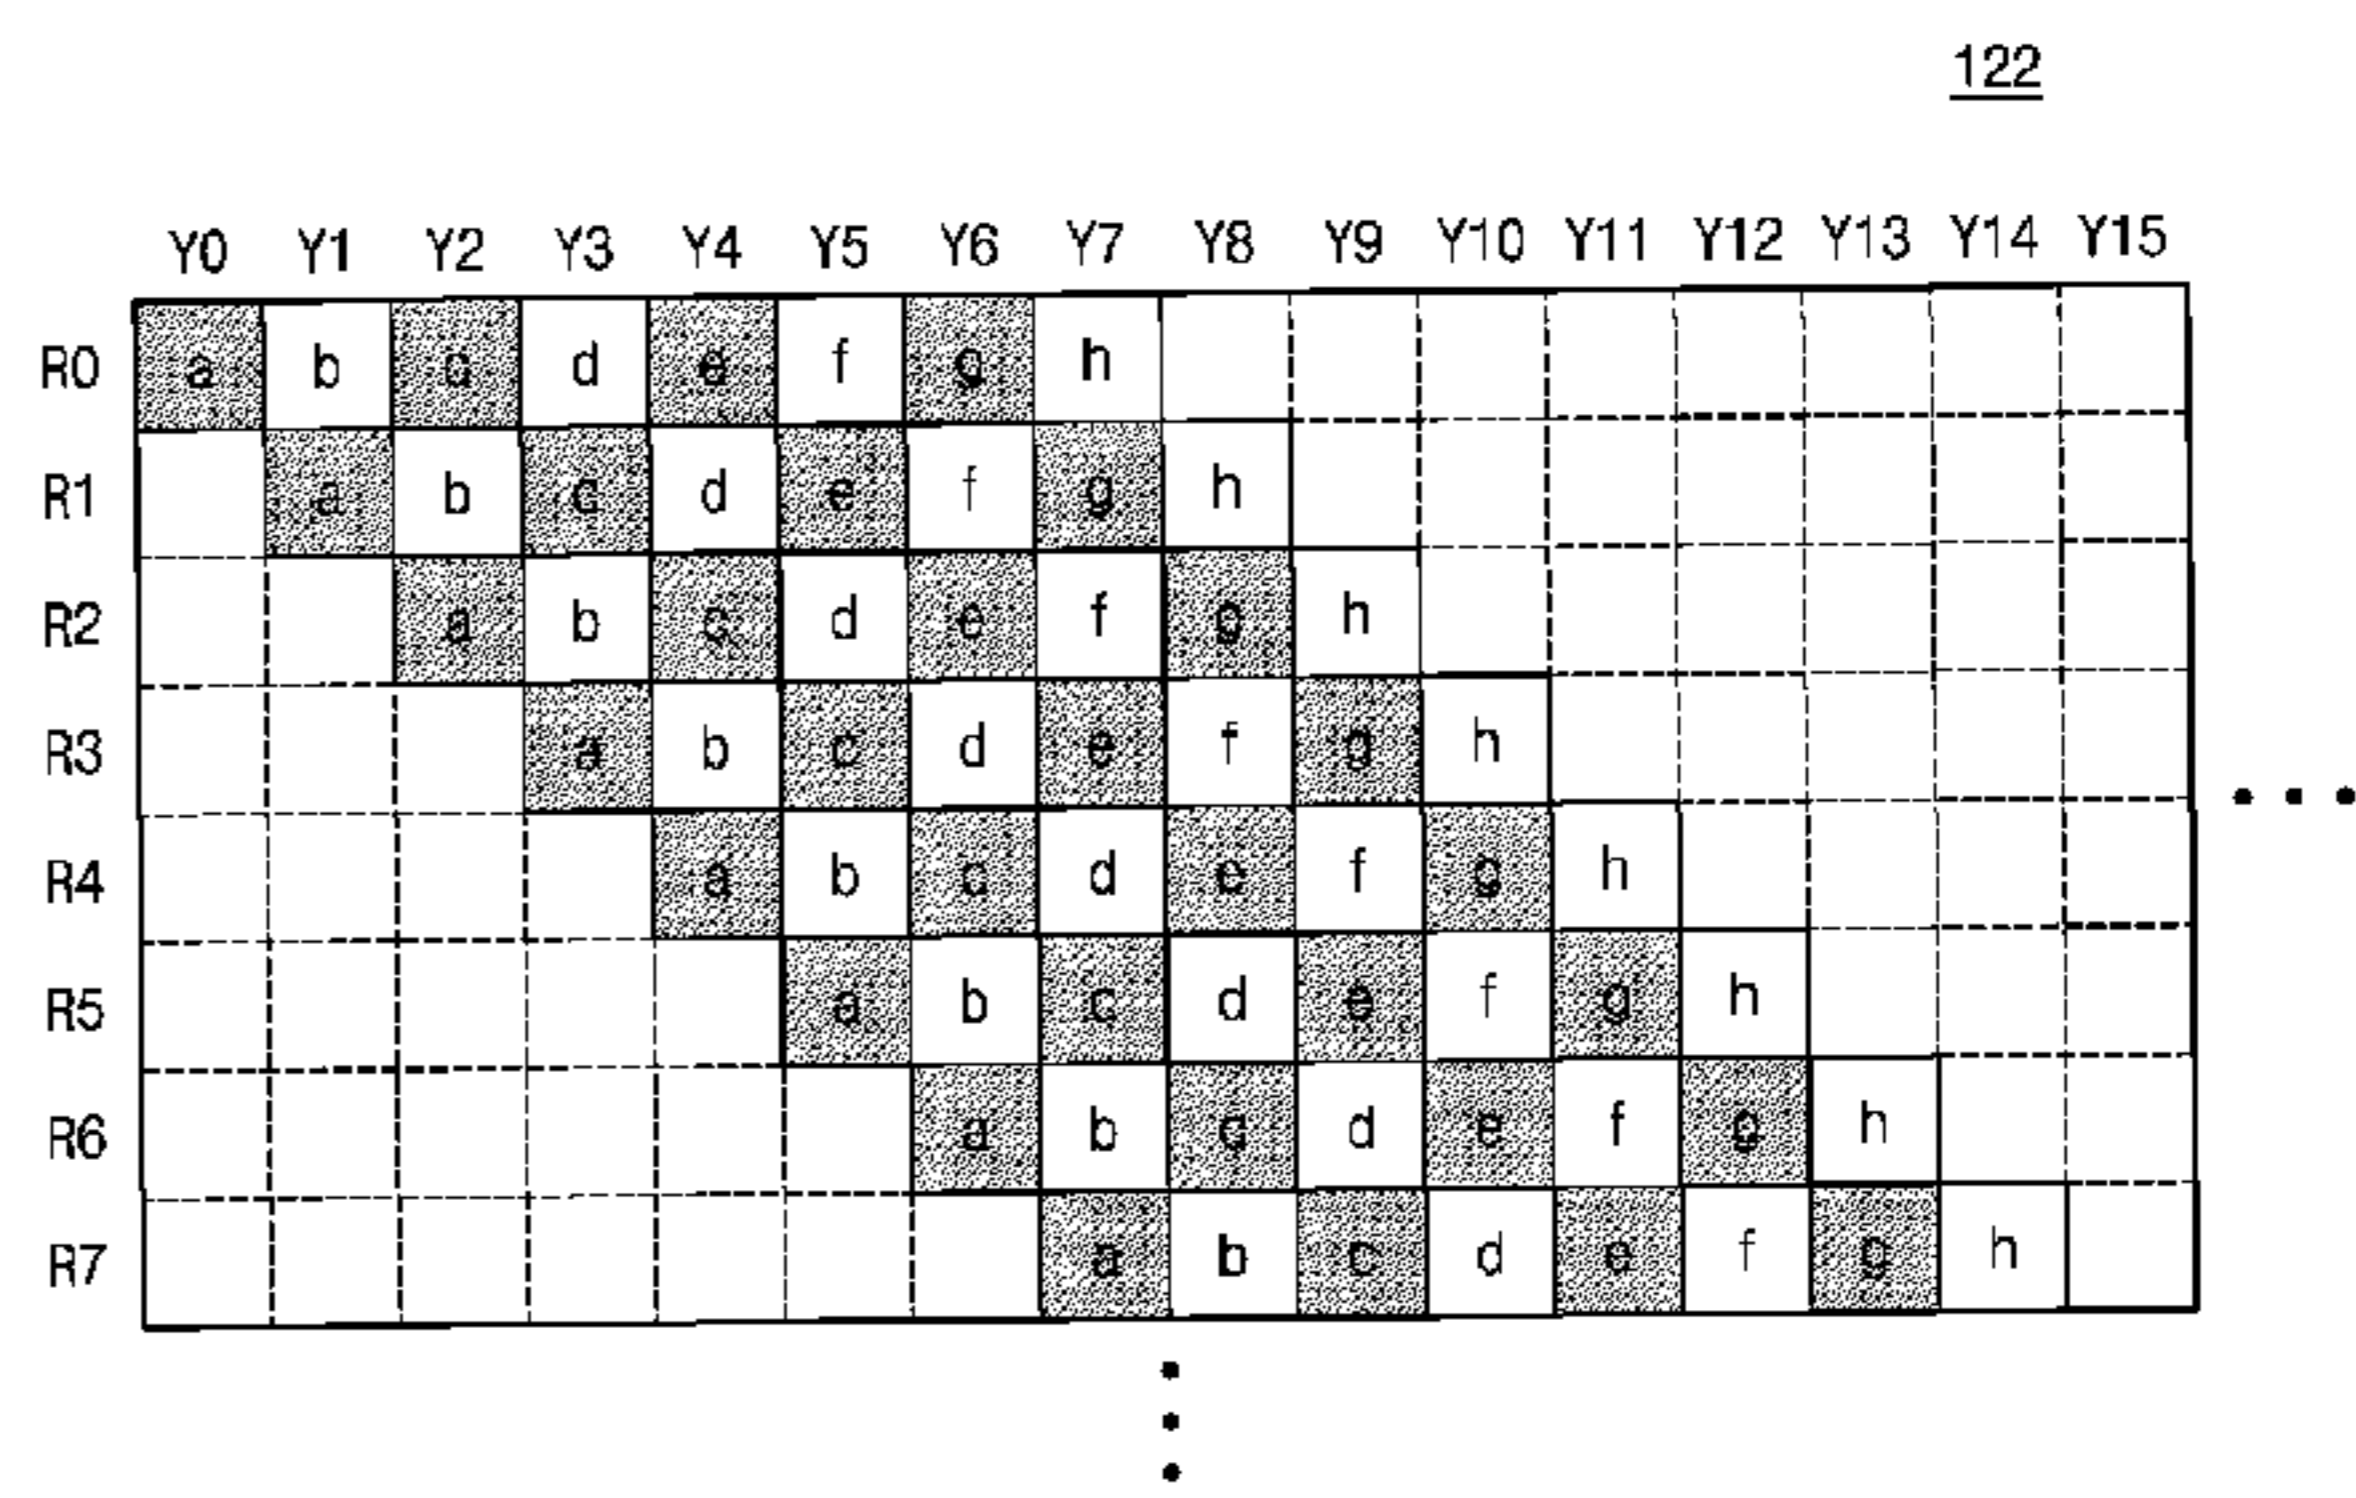 122
Y0 Y1 Y2 Y3 Y4 Y5 Y6 Y7 Y8 Y9 Y10 Y11 Y12 Y13 Y14 Y15
R0 a b c d e f g h
R1 a b c d e f g h
R2 a b c d e f g h
R3 a b c d e f g h
R4 a b c d e f g h
R5 a b c d e f g h
R6 a b c d e f g h
R7 a b c d e f g h